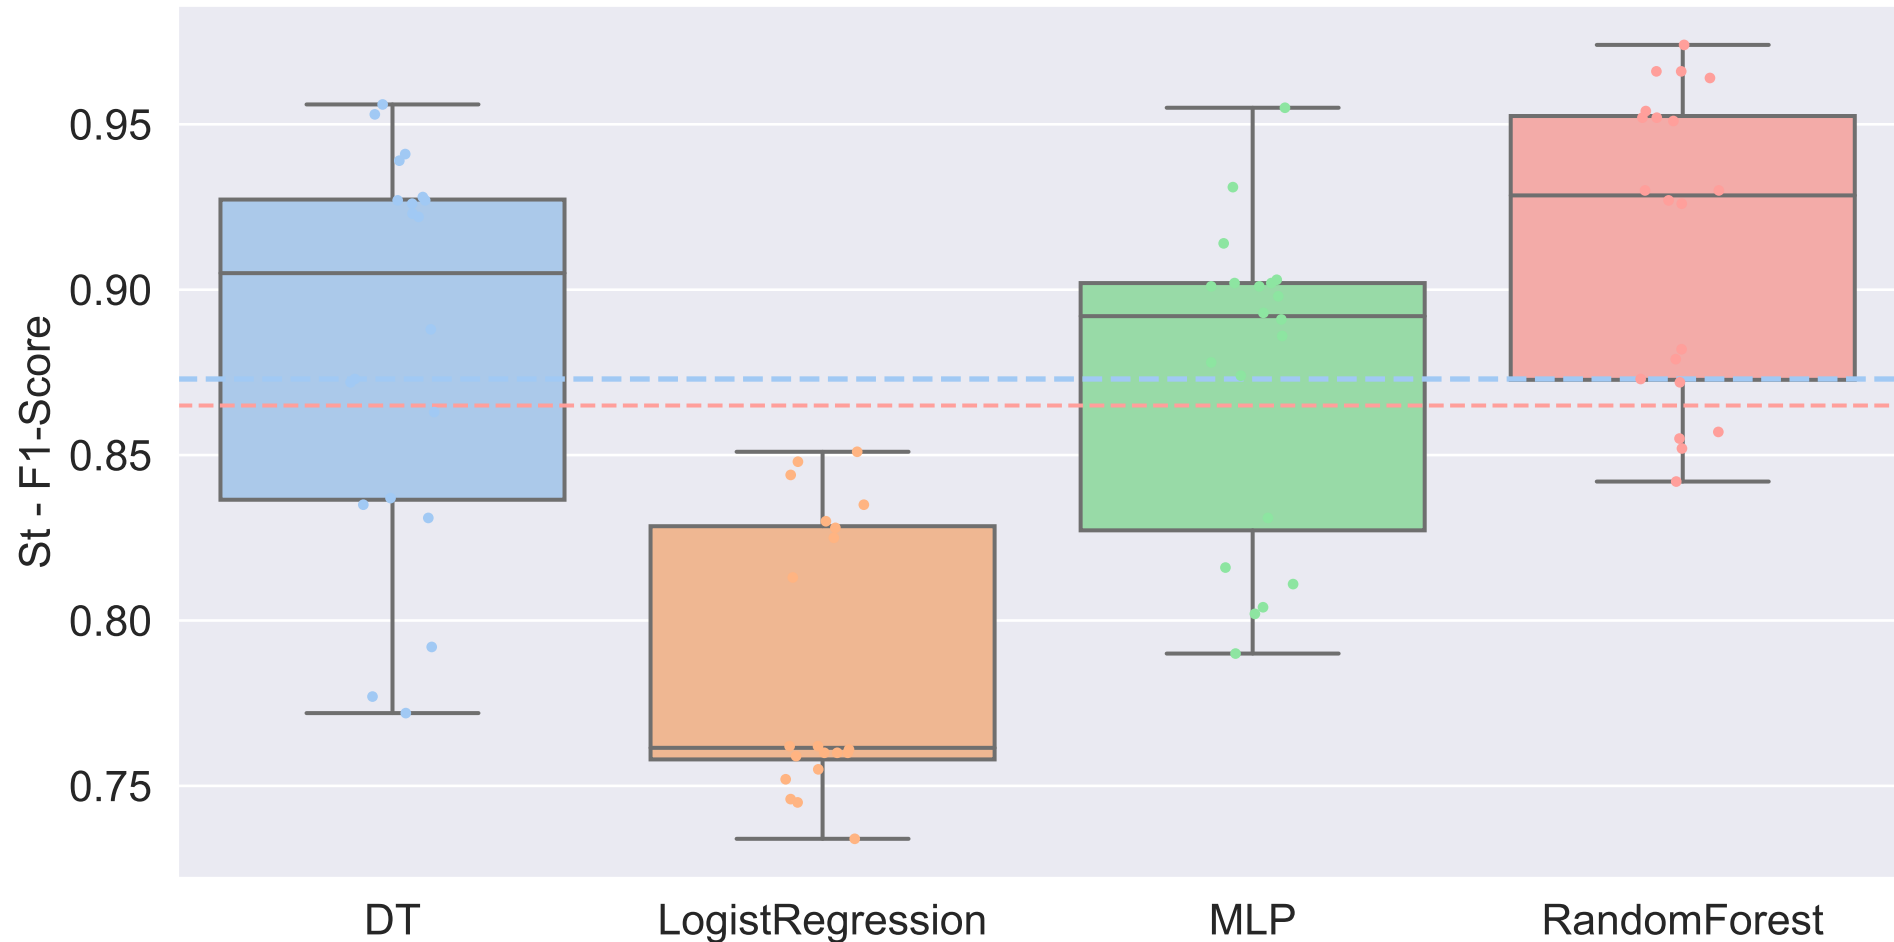 St - F1-Score
0.95
0.90
0.85
0.80
0.75
DT
LogistRegression
MLP
RandomForest